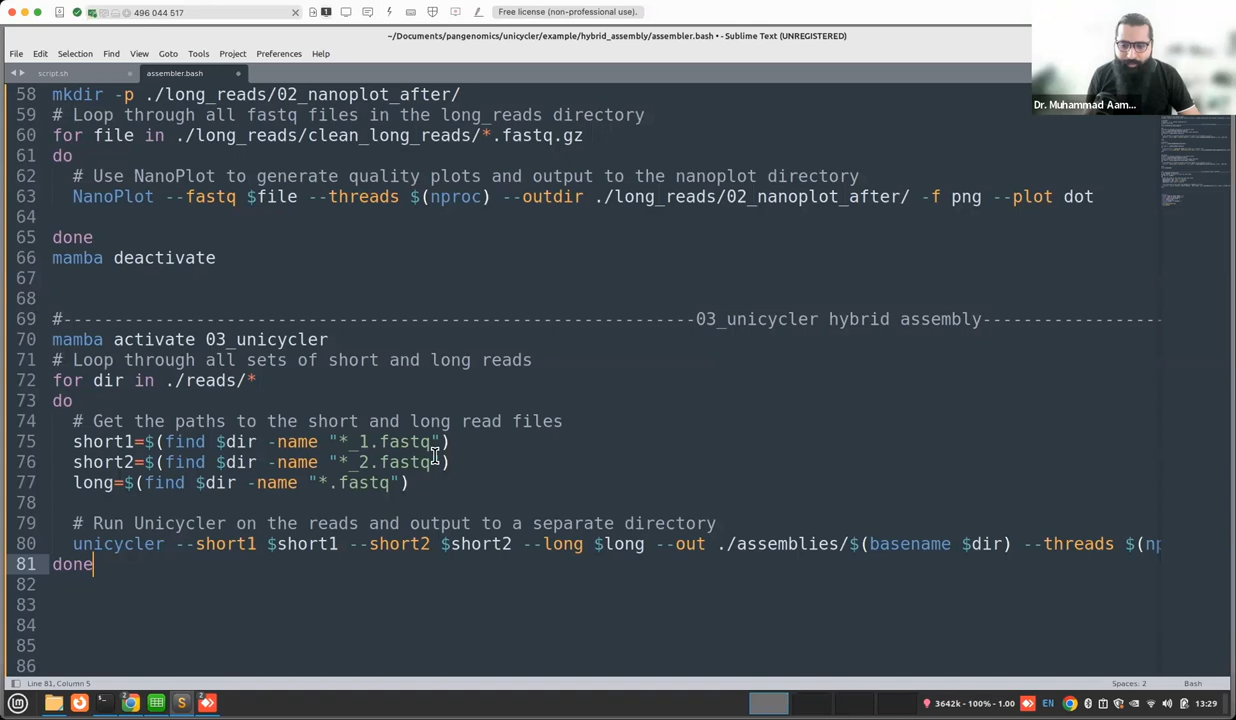 496 044 517
Free license (non-professional use).
~/Documents/pangenomics/unicycler/example/hybrid_assembly/assembler.bash • - Sublime Text (UNREGISTERED)
File Edit Selection Find View Goto Tools Project Preferences Help
script.sh assembler.bash
Dr. Muhammad Aam...
58 mkdir -p ./long_reads/02_nanoplot_after/
59 # Loop through all fastq files in the long_reads directory
60 for file in ./long_reads/clean_long_reads/*.fastq.gz
61 do
62 # Use NanoPlot to generate quality plots and output to the nanoplot directory
63 NanoPlot --fastq $file --threads $(nproc) --outdir ./long_reads/02_nanoplot_after/ -f png --plot dot
64
65 done
66 mamba deactivate
67
68
69 #--------------------------------------------------------------03_unicycler hybrid assembly-----------------
70 mamba activate 03_unicycler
71 # Loop through all sets of short and long reads
72 for dir in ./reads/*
73 do
74 # Get the paths to the short and long read files
75 short1=$(find $dir -name "*_1.fastq")
76 short2=$(find $dir -name "*_2.fastq")
77 long=$(find $dir -name "*.fastq")
78
79 # Run Unicycler on the reads and output to a separate directory
80 unicycler --short1 $short1 --short2 $short2 --long $long --out ./assemblies/$(basename $dir) --threads $(np
81 done
82
83
84
85
86
Line 81, Column 5 Spaces: 2 Bash
3642k - 100% - 1.00 EN 13:29